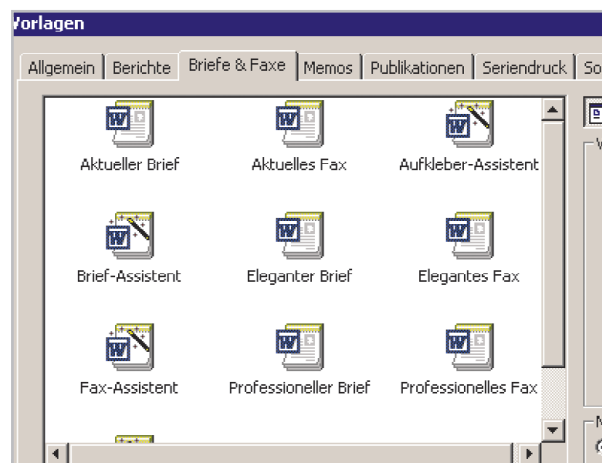 Vorlagen
Allgemein Berichte Briefe & Faxe Memos Publikationen Seriendruck So
Aktueller Brief Aktuelles Fax Aufkleber-Assistent
Brief-Assistent Eleganter Brief Elegantes Fax
Fax-Assistent Professioneller Brief Professionelles Fax